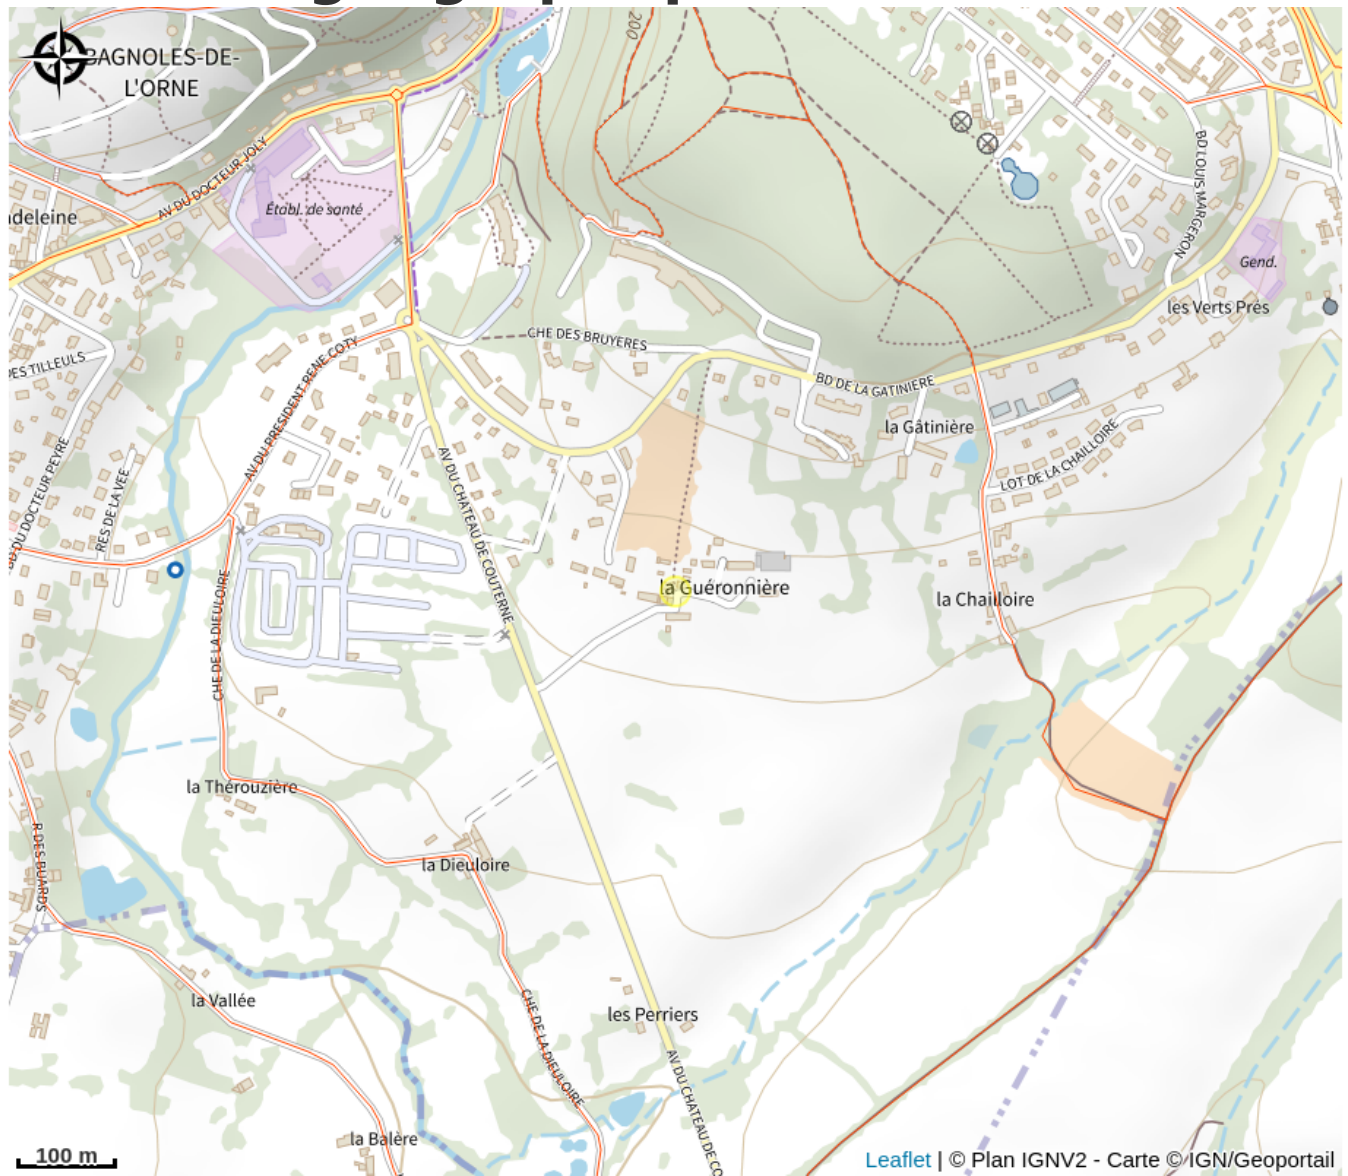 200
BAGNOLES-DE-
L'ORNE
AV DU DOCTEUR JOLY
Établ. de santé
adeleine
BD LOUIS MARGERON
Gend.
les Verts Prés
CHE DES BRUYERES
DES TILLEULS
AV DU PRESIDENT RENE COTY
BD DE LA GATINIERE
la Gâtinière
LOT DE LA CHAILLOIRE
BD DU DOCTEUR PEYRE
RES DE LA VEE
AV DU CHATEAU DE COUTERNE
la Guéronnière
la Chailloire
CHE DE LA DIEULOIRE
la Thérouzière
R DES BUARDS
la Dieuloire
la Vallée
les Perriers
CHE DE LA DIEULOIRE
AV DU CHATEAU DE CO
la Balère
100 m
Leaflet | © Plan IGNV2 - Carte © IGN/Geoportail